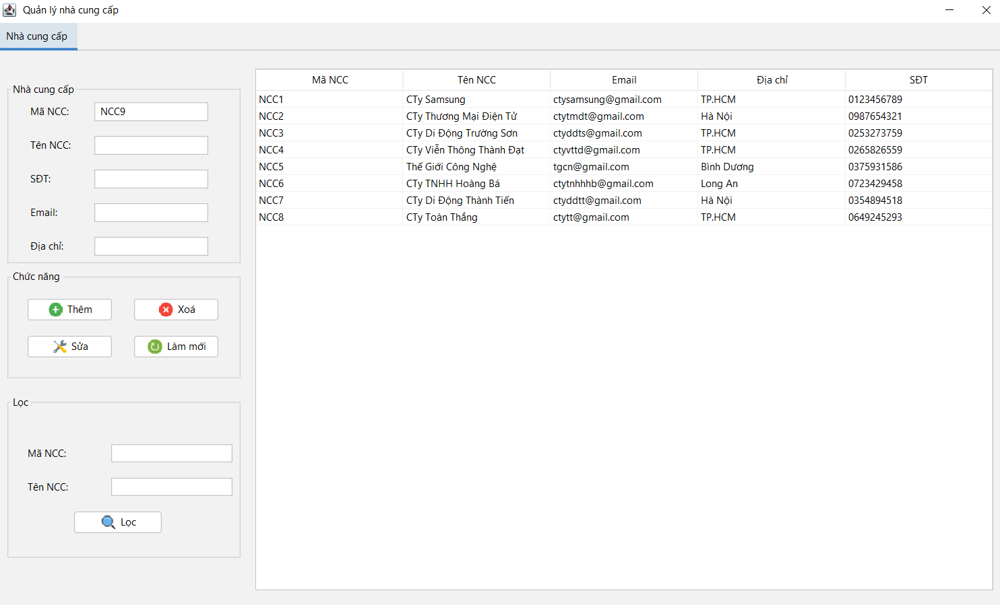 Quản lý nhà cung cấp
Nhà cung cấp
Nhà cung cấp
Mã NCC: NCC9
Tên NCC:
SĐT:
Email:
Địa chỉ:
Chức năng
Thêm Xoá
Sửa Làm mới
Lọc
Mã NCC:
Tên NCC:
Lọc
Mã NCC Tên NCC Email Địa chỉ SĐT
NCC1 CTy Samsung ctysamsung@gmail.com TP.HCM 0123456789
NCC2 CTy Thương Mại Điện Tử ctytmdt@gmail.com Hà Nội 0987654321
NCC3 CTy Di Động Trường Sơn ctyddts@gmail.com TP.HCM 0253273759
NCC4 CTy Viễn Thông Thành Đạt ctyvttd@gmail.com TP.HCM 0265826559
NCC5 Thế Giới Công Nghệ tgcn@gmail.com Bình Dương 0375931586
NCC6 CTy TNHH Hoàng Bá ctytnhhhb@gmail.com Long An 0723429458
NCC7 CTy Di Động Thành Tiến ctyddtt@gmail.com Hà Nội 0354894518
NCC8 CTy Toàn Thắng ctytt@gmail.com TP.HCM 0649245293